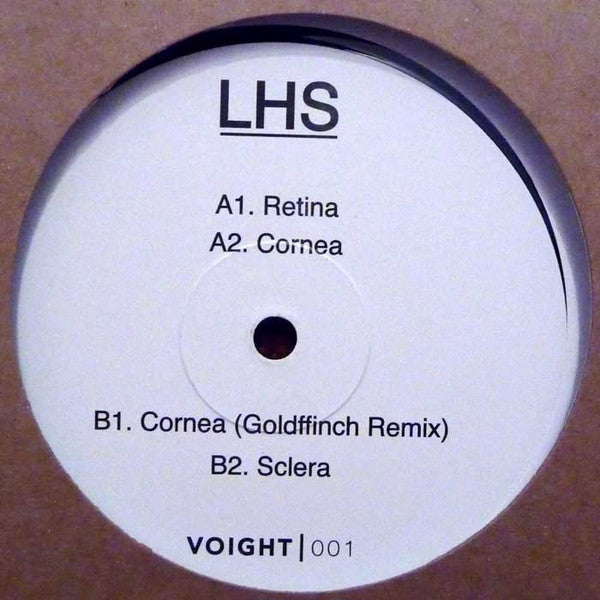 LHS
A1. Retina
A2. Cornea
B1. Cornea (Goldffinch Remix)
B2. Sclera
VOIGHT|001